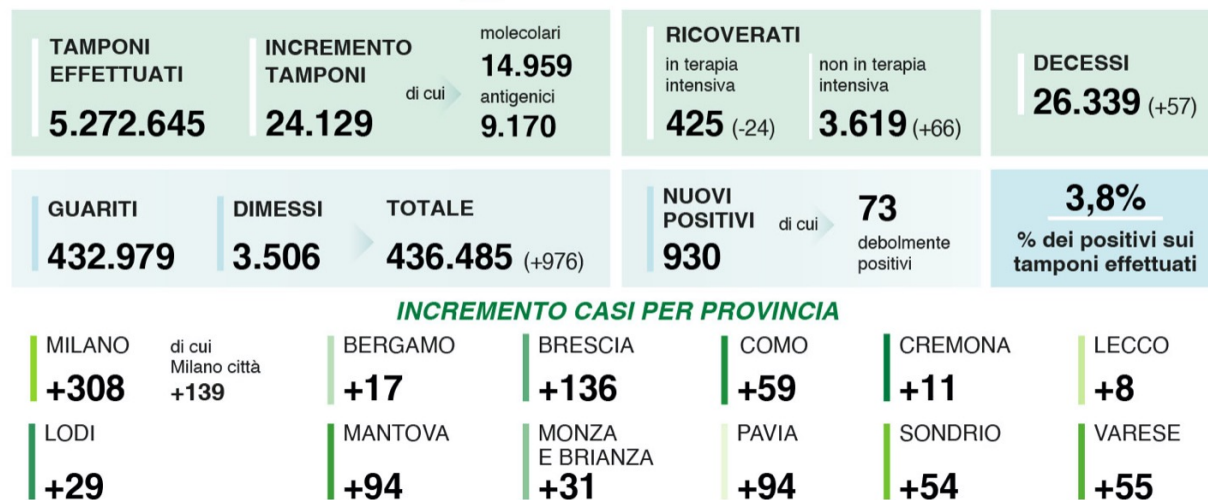 TAMPONI
EFFETTUATI
5.272.645
INCREMENTO
TAMPONI
24.129
di cui
molecolari
14.959
antigenici
9.170
RICOVERATI
in terapia
intensiva
425 (-24)
non in terapia
intensiva
3.619 (+66)
DECESSI
26.339 (+57)
GUARITI
432.979
DIMESSI
3.506
TOTALE
436.485 (+976)
NUOVI
POSITIVI
930
di cui
73
debolmente
positivi
3,8%
% dei positivi sui
tamponi effettuati
INCREMENTO CASI PER PROVINCIA
MILANO
+308
di cui
Milano città
+139
BERGAMO
+17
BRESCIA
+136
COMO
+59
CREMONA
+11
LECCO
+8
LODI
+29
MANTOVA
+94
MONZA
E BRIANZA
+31
PAVIA
+94
SONDRIO
+54
VARESE
+55